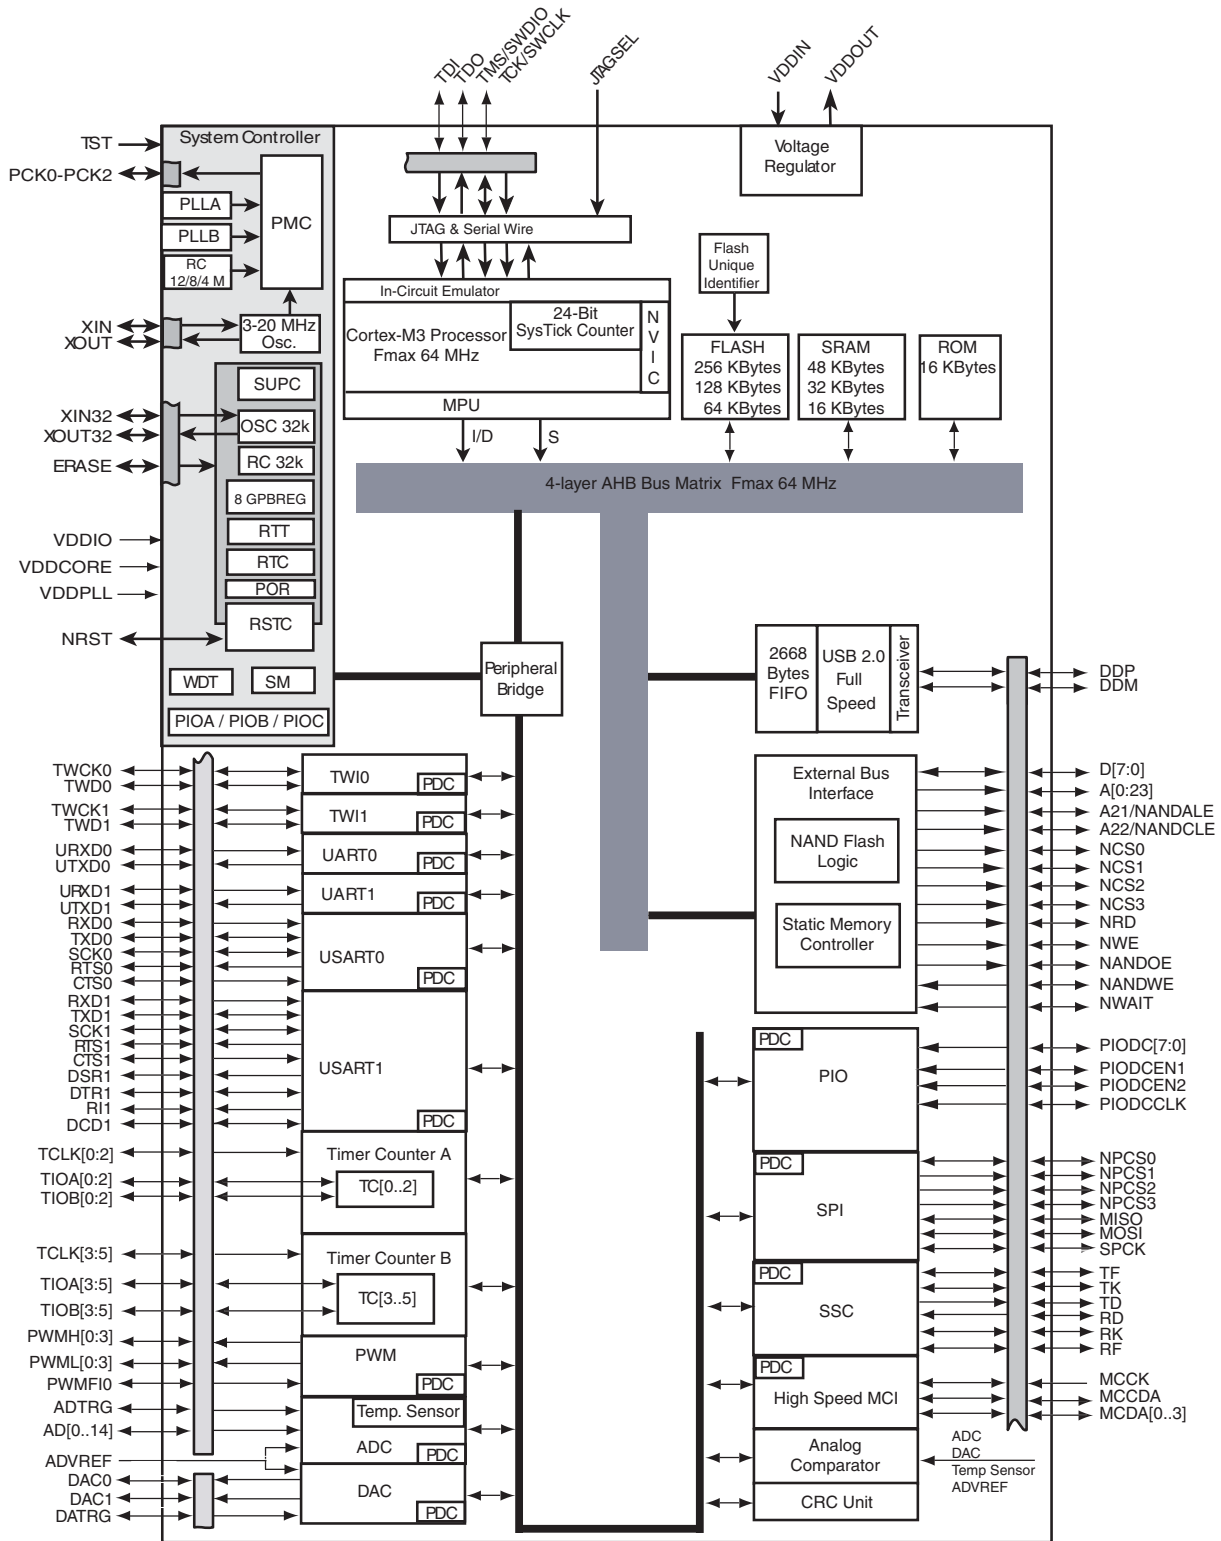 TDI
TDO
TMS/SWDIO
TCK/SWCLK
JTAGSEL
VDDIN
VDDOUT
TST
System Controller
Voltage
Regulator
PCK0-PCK2
PLLA
PMC
PLLB
JTAG & Serial Wire
RC
12/8/4 M
Flash
Unique
Identifier
In-Circuit Emulator
XIN
XOUT
3-20 MHz
Osc.
Cortex-M3 Processor
Fmax 64 MHz
24-Bit
SysTick Counter
N
V
I
C
FLASH
256 KBytes
128 KBytes
64 KBytes
SRAM
48 KBytes
32 KBytes
16 KBytes
ROM
16 KBytes
SUPC
MPU
XIN32
XOUT32
OSC 32k
I/D
S
ERASE
RC 32k
4-layer AHB Bus Matrix Fmax 64 MHz
8 GPBREG
RTT
VDDIO
RTC
VDDCORE
POR
VDDPLL
RSTC
NRST
WDT
SM
PIOA / PIOB / PIOC
Peripheral
Bridge
2668
Bytes
FIFO
USB 2.0
Full
Speed
Transceiver
DDP
DDM
TWCK0
TWD0
TWI0
PDC
TWCK1
TWD1
TWI1
PDC
URXD0
UTXD0
UART0
PDC
URXD1
UTXD1
UART1
PDC
RXD0
TXD0
SCK0
RTS0
CTS0
USART0
PDC
RXD1
TXD1
SCK1
RTS1
CTS1
DSR1
DTR1
RI1
DCD1
USART1
PDC
TCLK[0:2]
TIOA[0:2]
TIOB[0:2]
Timer Counter A
TC[0..2]
TCLK[3:5]
TIOA[3:5]
TIOB[3:5]
Timer Counter B
TC[3..5]
PWMH[0:3]
PWML[0:3]
PWMFI0
PWM
PDC
ADTRG
AD[0..14]
Temp. Sensor
ADC
PDC
ADVREF
DAC0
DAC1
DATRG
DAC
PDC
External Bus
Interface
NAND Flash
Logic
Static Memory
Controller
D[7:0]
A[0:23]
A21/NANDALE
A22/NANDCLE
NCS0
NCS1
NCS2
NCS3
NRD
NWE
NANDOE
NANDWE
NWAIT
PDC
PIO
PIODC[7:0]
PIODCEN1
PIODCEN2
PIODCCLK
PDC
SPI
NPCS0
NPCS1
NPCS2
NPCS3
MISO
MOSI
SPCK
PDC
SSC
TF
TK
TD
RD
RK
RF
PDC
High Speed MCI
MCCK
MCCDA
MCDA[0..3]
Analog
Comparator
ADC
DAC
Temp Sensor
ADVREF
CRC Unit